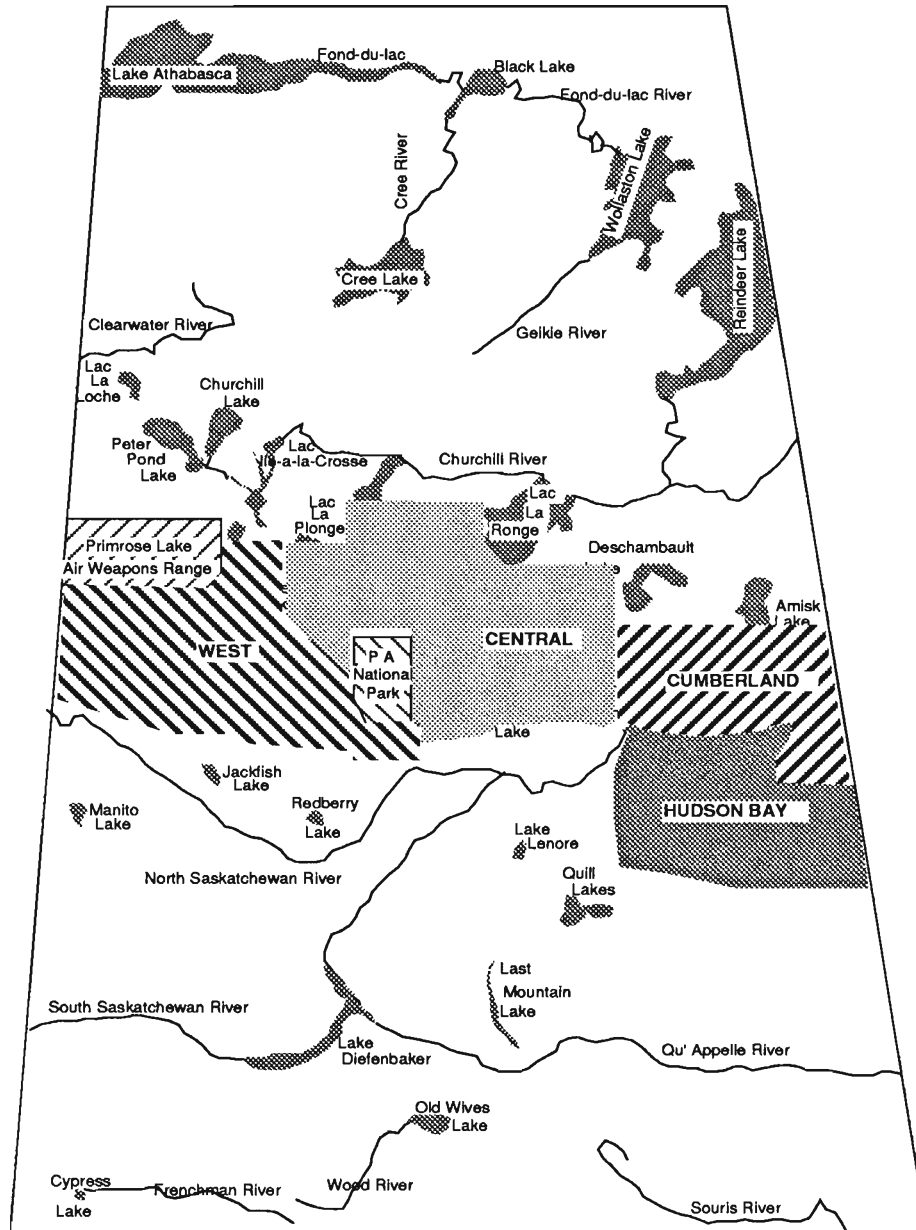 Fond-du-lac
Black Lake
Lake Athabasca
Fond-du-lac River
Cree River
Wollaston Lake
Reindeer Lake
Cree Lake
Clearwater River
Geikie River
Lac
La
Loche
Churchill
Lake
Peter
Pond
Lake
Lac
Ile-a-la-Crosse
Churchill River
Lac
La
Plonge
Lac
La
Ronge
Primrose Lake
Air Weapons Range
Deschambault
Amisk
Lake
WEST
P A
National
Park
CENTRAL
CUMBERLAND
Lake
Jackfish
Lake
Manito
Lake
Redberry
Lake
HUDSON BAY
Lake
Lenore
North Saskatchewan River
Quill
Lakes
Last
Mountain
Lake
South Saskatchewan River
Lake
Diefenbaker
Qu' Appelle River
Old Wives
Lake
Cypress
Lake
Frenchman River
Wood River
Souris River